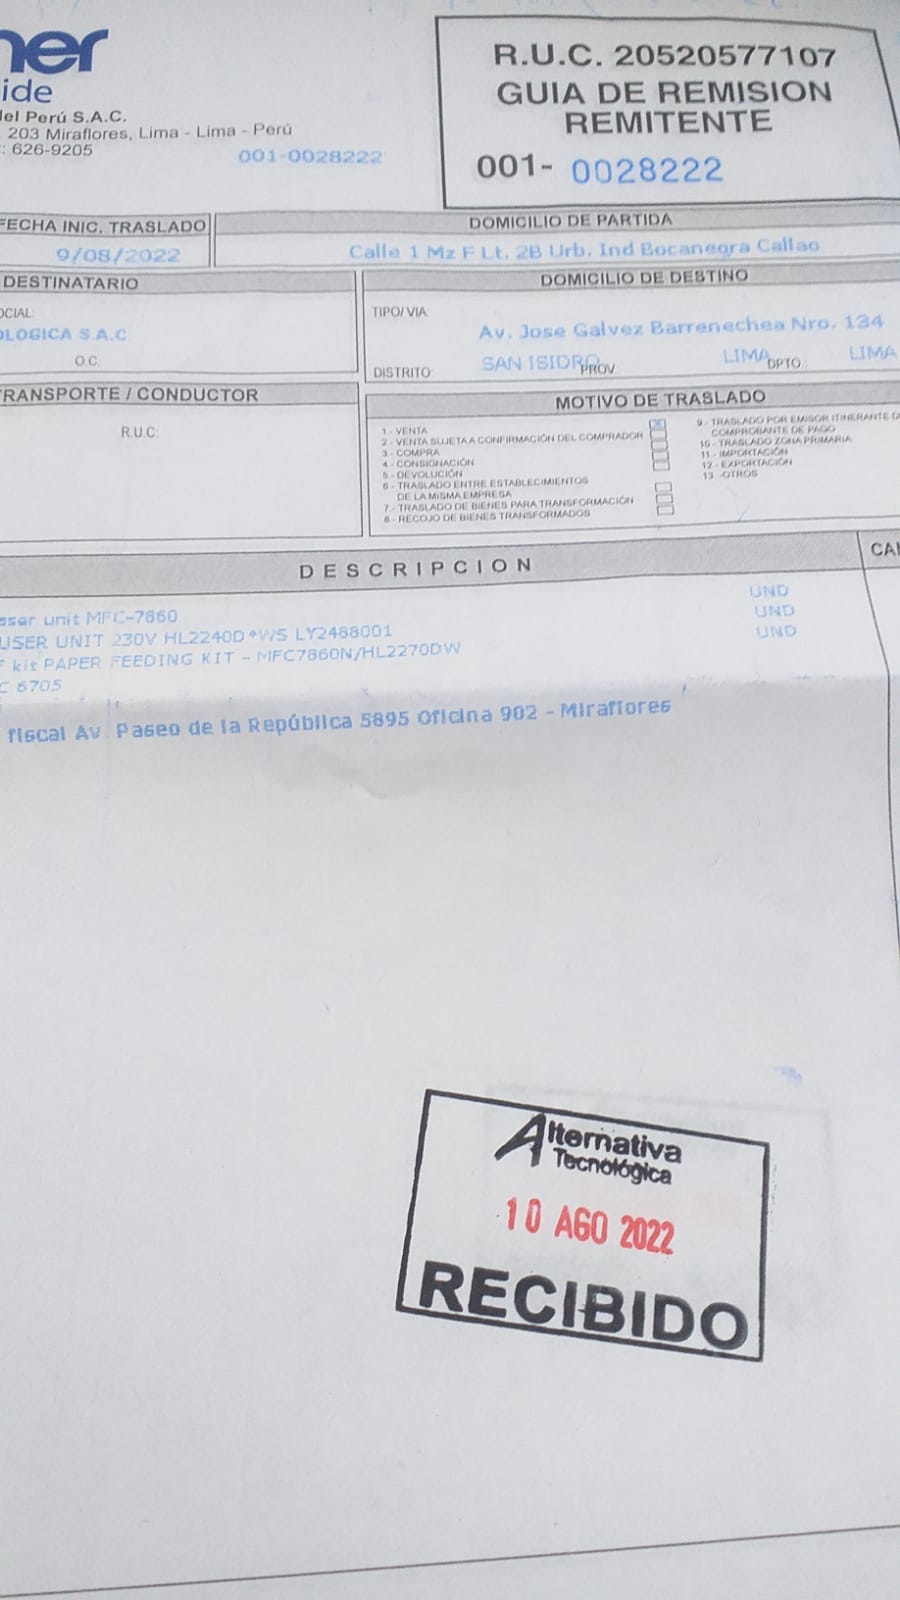 ner
ide
del Perú S.A.C.
203 Miraflores, Lima - Lima - Perú
: 626-9205
001-0028222
R.U.C. 20520577107
GUIA DE REMISION
REMITENTE
001- 0028222
FECHA INIC. TRASLADO
9/08/2022
DOMICILIO DE PARTIDA
Calle 1 Mz F Lt. 2B Urb. Ind Bocanegra Callao
DESTINATARIO
OCIAL:
OLOGICA S.A.C
O.C.
DOMICILIO DE DESTINO
TIPO/VIA:
Av. Jose Galvez Barrenechea Nro. 134
DISTRITO: SAN ISIDRO PROV. LIMA DPTO.: LIMA
TRANSPORTE / CONDUCTOR
R.U.C:
MOTIVO DE TRASLADO
1 - VENTA
2 - VENTA SUJETA A CONFIRMACIÓN DEL COMPRADOR
3 - COMPRA
4 - CONSIGNACIÓN
5 - DEVOLUCIÓN
6 - TRASLADO ENTRE ESTABLECIMIENTOS
DE LA MISMA EMPRESA
7 - TRASLADO DE BIENES PARA TRANSFORMACIÓN
8 - RECOJO DE BIENES TRANSFORMADOS
9 - TRASLADO POR EMISOR ITINERANTE
COMPROBANTE DE PAGO
10 - TRASLADO ZONA PRIMARIA
11 - IMPORTACIÓN
12 - EXPORTACIÓN
13 - OTROS
DESCRIPCION
CAN
unit MFC-7860 UND
USER UNIT 230V HL2240D*WS LY2488001 UND
F kit PAPER FEEDING KIT - MFC7860N/HL2270DW UND
C 6705
fiscal Av. Paseo de la República 5895 Oficina 902 - Miraflores
Alternativa
Tecnológica
10 AGO 2022
RECIBIDO